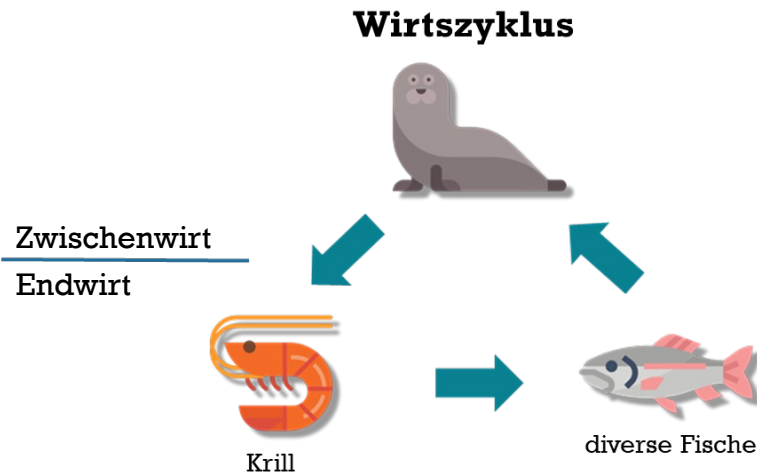 Wirtszyklus
Zwischenwirt
Endwirt
Krill
diverse Fische